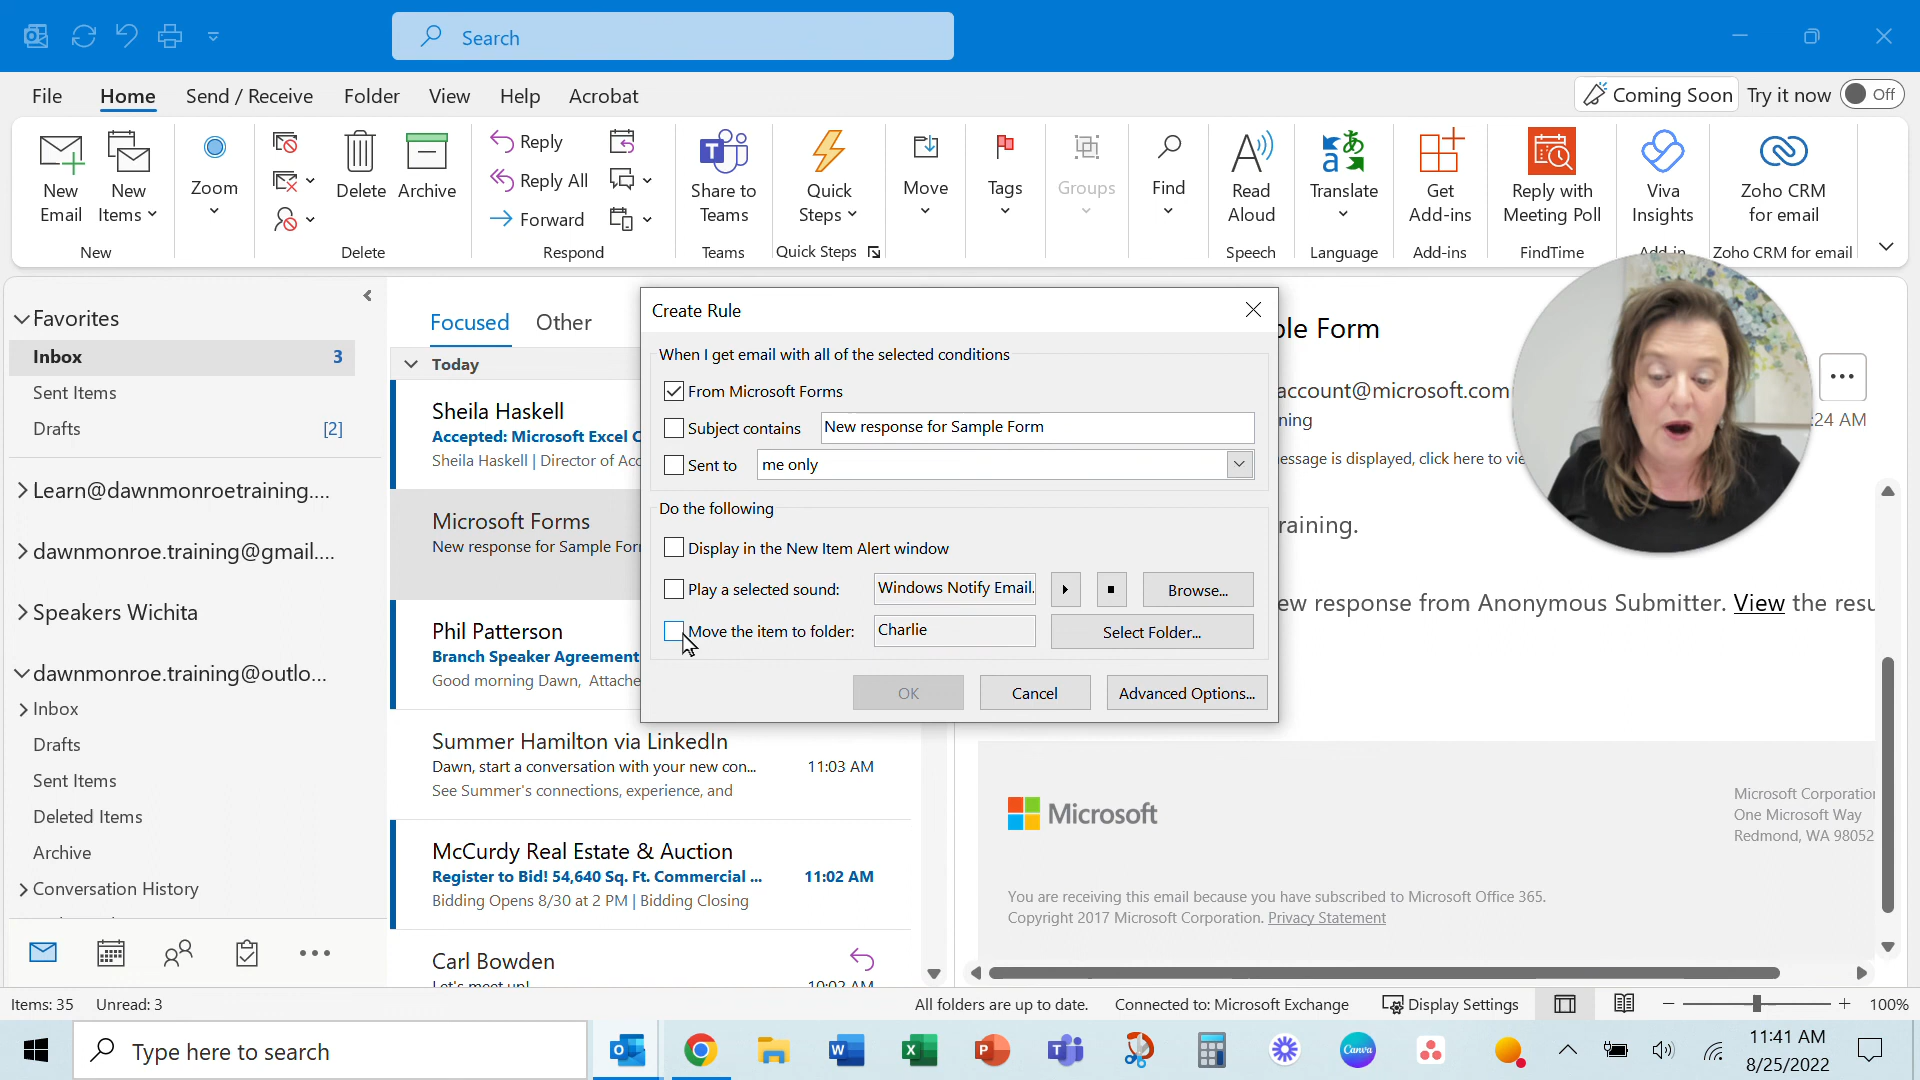 Search
File Home Send / Receive Folder View Help Acrobat
Coming Soon Try it now Off
New Email
New Items
New
Zoom
Delete
Archive
Delete
Reply
Reply All
Forward
Respond
Share to Teams
Teams
Quick Steps
Quick Steps
Move
Tags
Groups
Find
Read Aloud
Speech
Translate
Language
Get Add-ins
Add-ins
Reply with Meeting Poll
FindTime
Viva Insights
Add-in
Zoho CRM for email
Zoho CRM for email
Favorites
Inbox 3
Sent Items
Drafts [2]
Learn@dawnmonroetraining....
dawnmonroe.training@gmail....
Speakers Wichita
dawnmonroe.training@outlo...
Inbox
Drafts
Sent Items
Deleted Items
Archive
Conversation History
Focused Other
Today
Sheila Haskell
Accepted: Microsoft Excel C
Sheila Haskell | Director of Acc
Microsoft Forms
New response for Sample For
Phil Patterson
Branch Speaker Agreement
Good morning Dawn, Attache
Summer Hamilton via LinkedIn
Dawn, start a conversation with your new con... 11:03 AM
See Summer's connections, experience, and
McCurdy Real Estate & Auction
Register to Bid! 54,640 Sq. Ft. Commercial ... 11:02 AM
Bidding Opens 8/30 at 2 PM | Bidding Closing
Carl Bowden
Let's meet up! 10:02 AM
Create Rule
When I get email with all of the selected conditions
From Microsoft Forms
Subject contains New response for Sample Form
Sent to me only
Do the following
Display in the New Item Alert window
Play a selected sound: Windows Notify Email. Browse...
Move the item to folder: Charlie Select Folder...
OK Cancel Advanced Options...
ple Form
account@microsoft.com
ning :24 AM
essage is displayed, click here to vie
raining.
ew response from Anonymous Submitter. View the resu
Microsoft
Microsoft Corporation
One Microsoft Way
Redmond, WA 98052
You are receiving this email because you have subscribed to Microsoft Office 365.
Copyright 2017 Microsoft Corporation. Privacy Statement
Items: 35 Unread: 3 All folders are up to date. Connected to: Microsoft Exchange Display Settings 100%
Type here to search
Canva
11:41 AM
8/25/2022